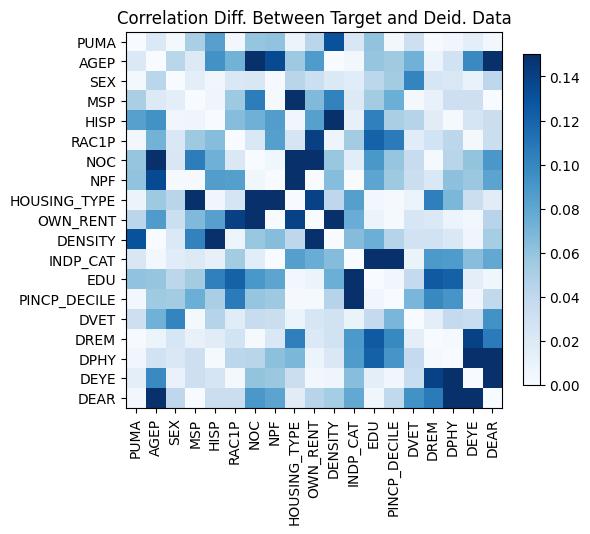 Correlation Diff. Between Target and Deid. Data
PUMA
AGEP
SEX
MSP
HISP
RAC1P
NOC
NPF
HOUSING_TYPE
OWN_RENT
DENSITY
INDP_CAT
EDU
PINCP_DECILE
DVET
DREM
DPHY
DEYE
DEAR
PUMA
AGEP
SEX
MSP
HISP
RAC1P
NOC
NPF
HOUSING_TYPE
OWN_RENT
DENSITY
INDP_CAT
EDU
PINCP_DECILE
DVET
DREM
DPHY
DEYE
DEAR
0.14
0.12
0.10
0.08
0.06
0.04
0.02
0.00